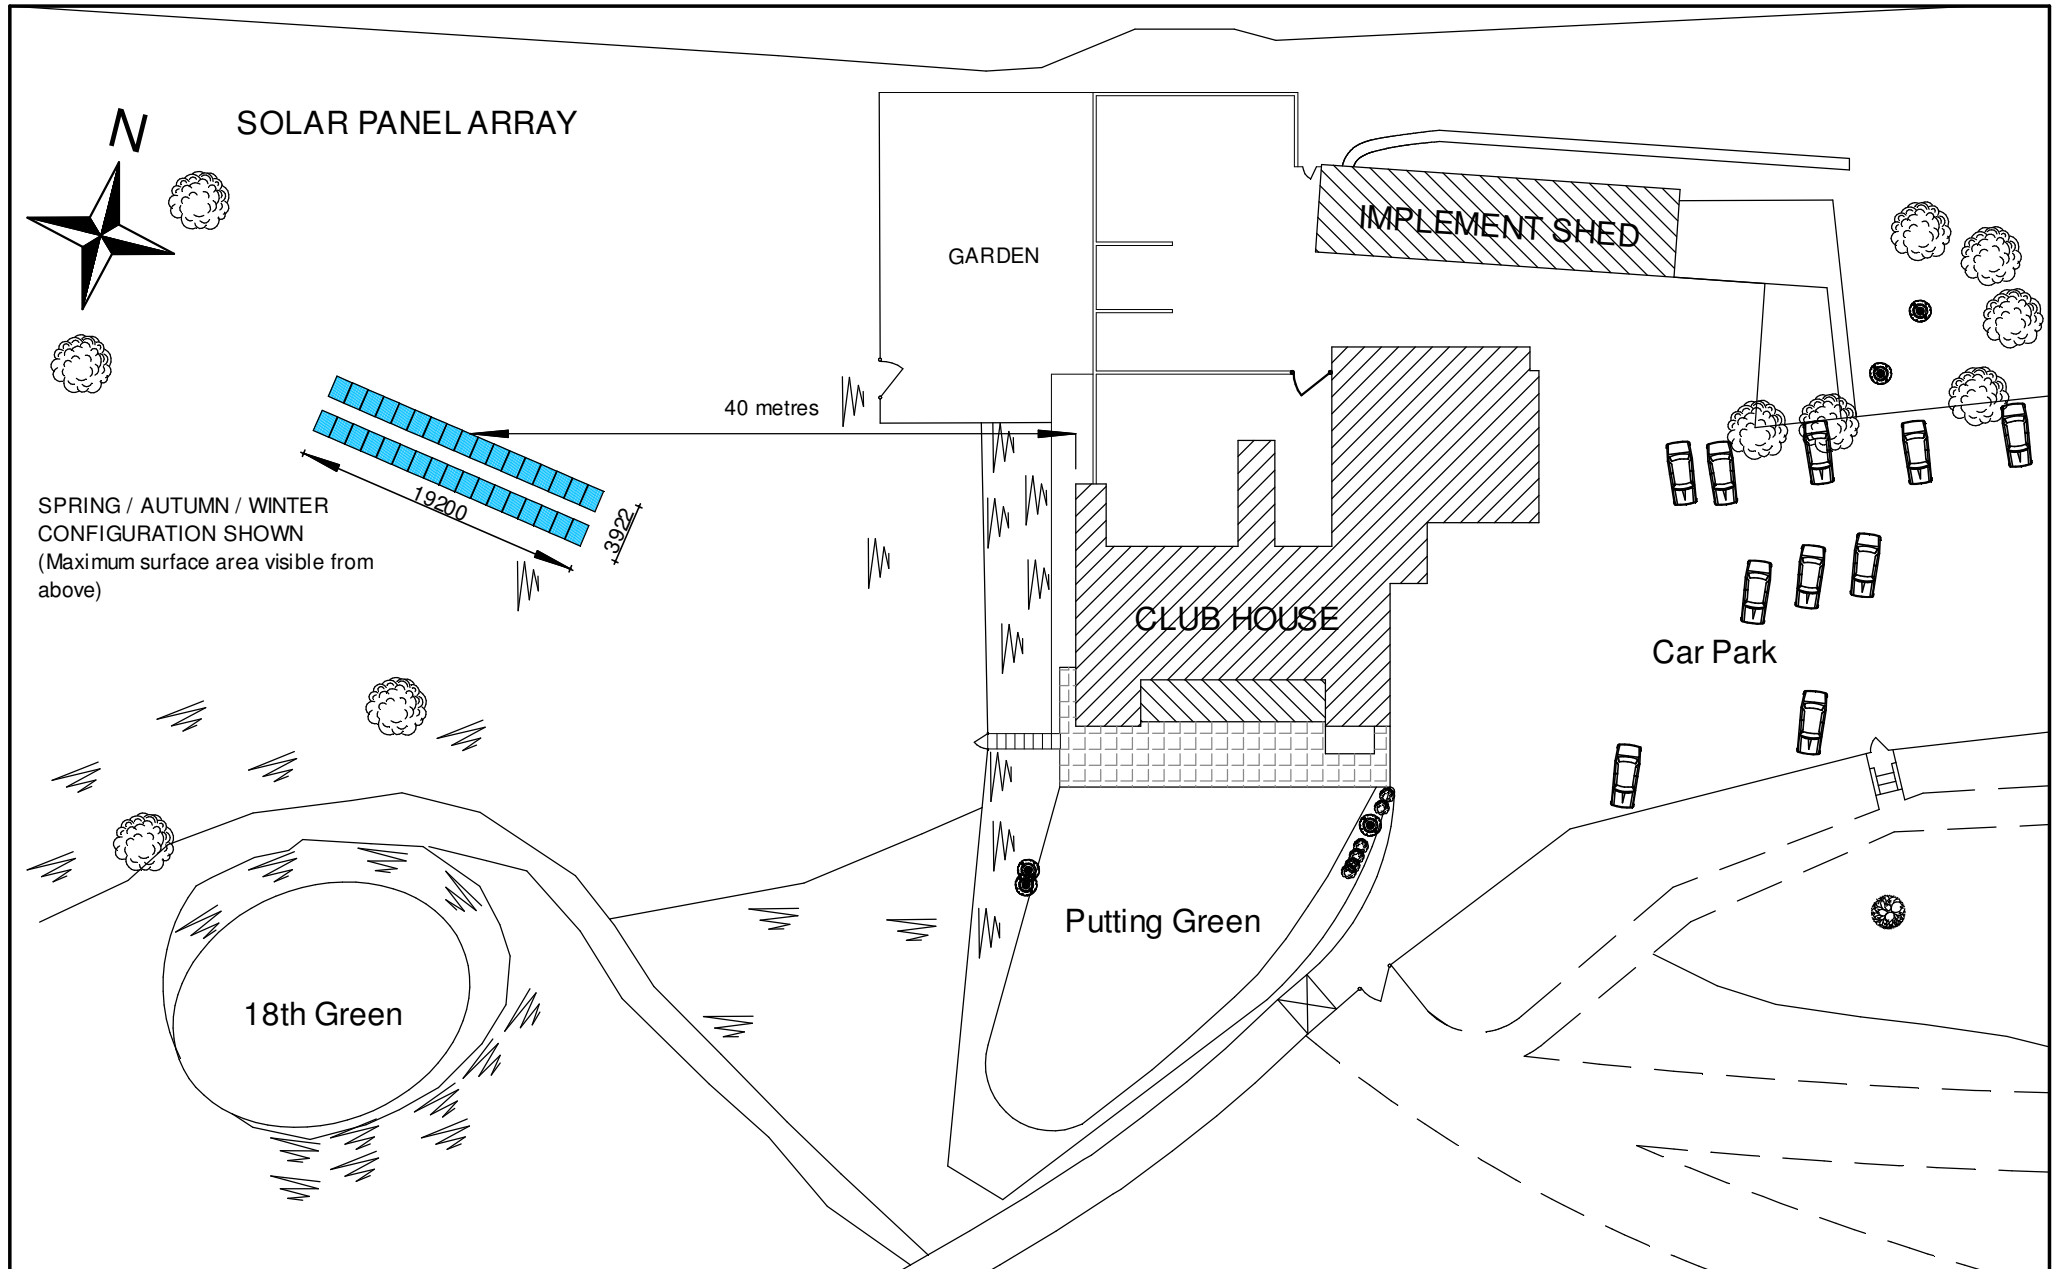 N
SOLAR PANEL ARRAY
IMPLEMENT SHED
GARDEN
40 metres
19200
3922
SPRING / AUTUMN / WINTER
CONFIGURATION SHOWN
(Maximum surface area visible from
above)
CLUB HOUSE
Car Park
Putting Green
18th Green